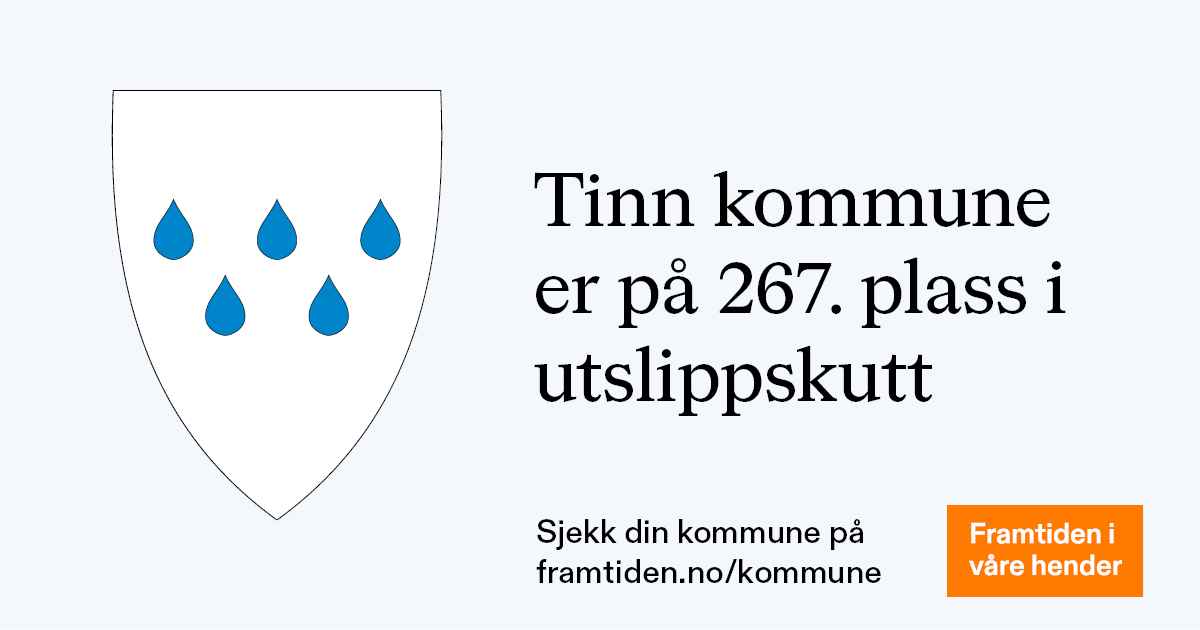 Tinn kommune
er på 267. plass i
utslippskutt
Sjekk din kommune på
framtiden.no/kommune
Framtiden i
våre hender